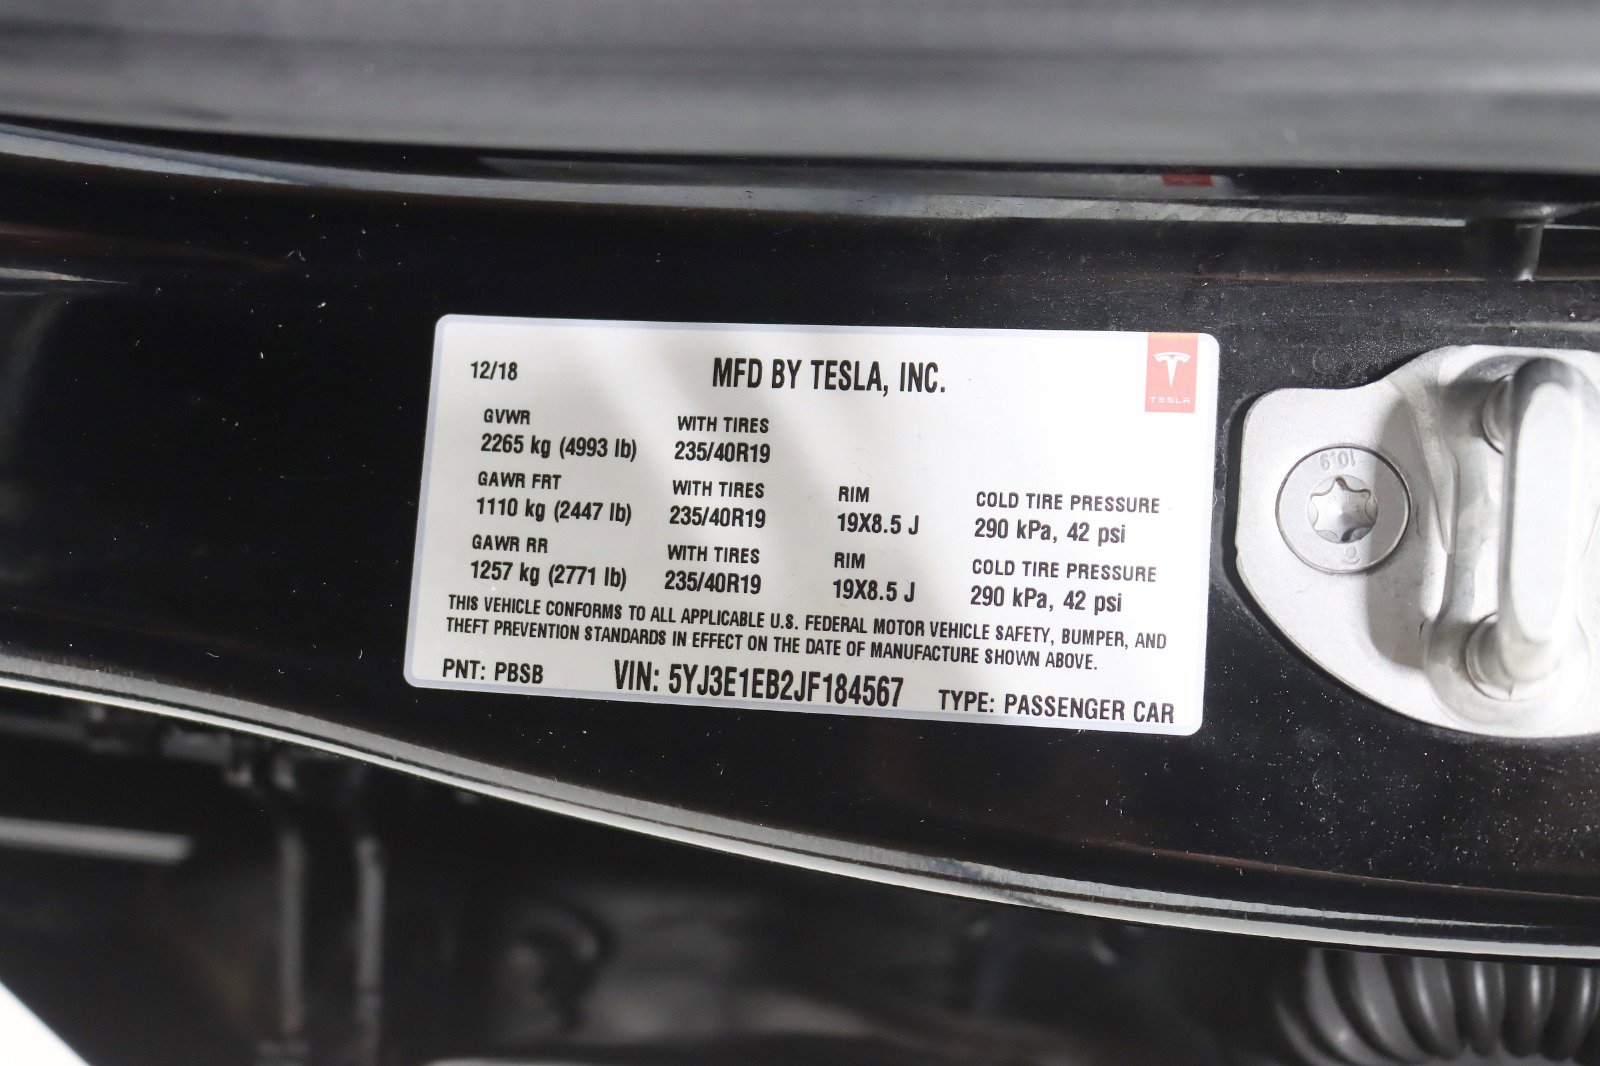 12/18 MFD BY TESLA, INC.
TESLA
GVWR WITH TIRES
2265 kg (4993 lb) 235/40R19
GAWR FRT WITH TIRES RIM COLD TIRE PRESSURE
1110 kg (2447 lb) 235/40R19 19X8.5 J 290 kPa, 42 psi
GAWR RR WITH TIRES RIM COLD TIRE PRESSURE
1257 kg (2771 lb) 235/40R19 19X8.5 J 290 kPa, 42 psi
THIS VEHICLE CONFORMS TO ALL APPLICABLE U.S. FEDERAL MOTOR VEHICLE SAFETY, BUMPER, AND
THEFT PREVENTION STANDARDS IN EFFECT ON THE DATE OF MANUFACTURE SHOWN ABOVE.
PNT: PBSB VIN: 5YJ3E1EB2JF184567 TYPE: PASSENGER CAR
10.9